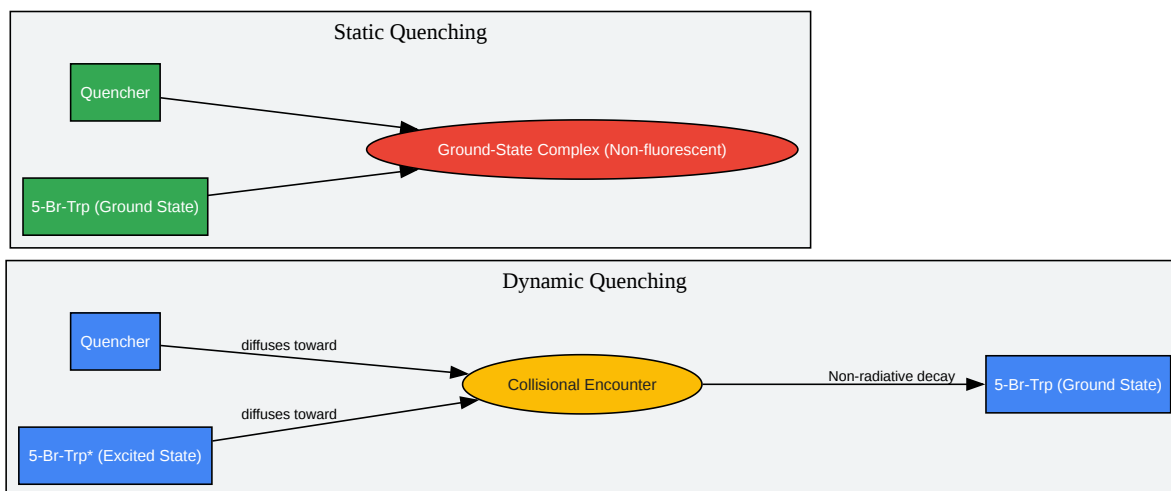 Static Quenching
Quencher
Ground-State Complex (Non-fluorescent)
5-Br-Trp (Ground State)
Dynamic Quenching
Quencher
diffuses toward
Collisional Encounter
Non-radiative decay
5-Br-Trp (Ground State)
diffuses toward
5-Br-Trp* (Excited State)